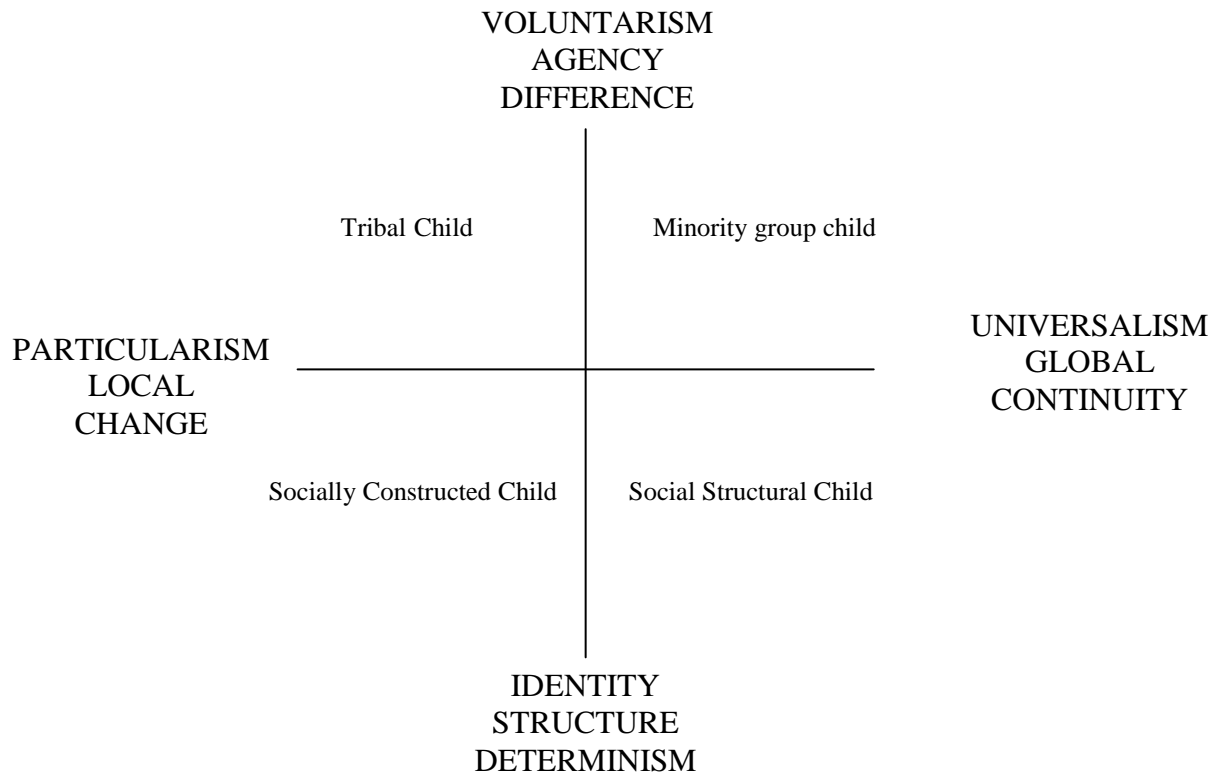 VOLUNTARISM
AGENCY
DIFFERENCE
Tribal Child
Minority group child
PARTICULARISM
LOCAL
CHANGE
UNIVERSALISM
GLOBAL
CONTINUITY
Socially Constructed Child
Social Structural Child
IDENTITY
STRUCTURE
DETERMINISM